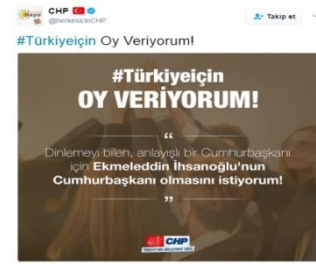 Hayır
CHP
@herkesicinCHP
Takip et
#Türkiyeiçin Oy Veriyorum!
#Türkiyeiçin
OY VERİYORUM!
“
Dinlemeyi bilen, anlayışlı bir Cumhurbaşkanı
için Ekmeleddin İhsanoğlu'nun
Cumhurbaşkanı olmasını istiyorum!
”
CHP